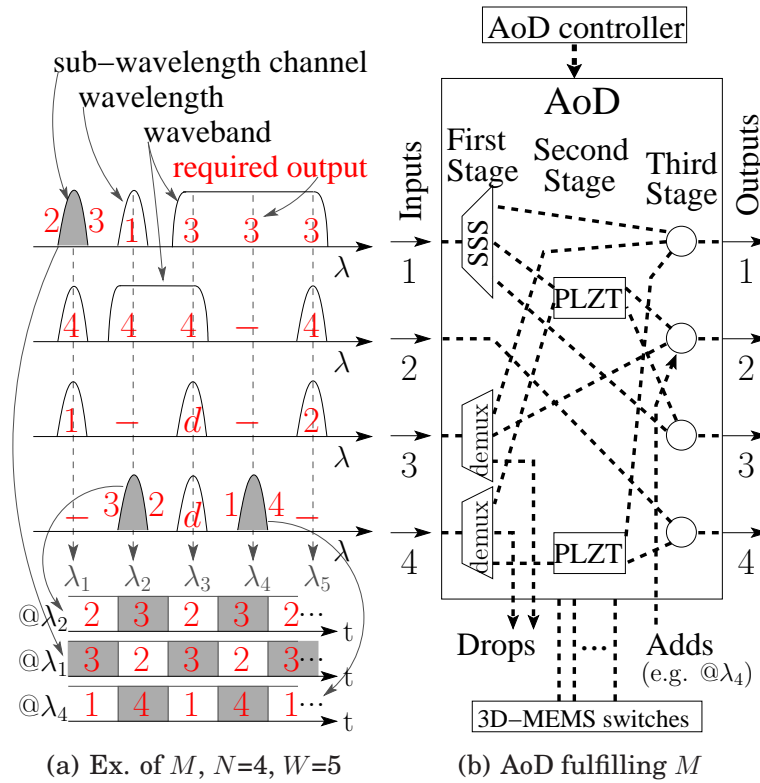 sub−wavelength channel
wavelength
waveband
required output
2 3 1 3 3 3
λ
4 4 4 − 4
λ
1 − d − 2
λ
− 3 2 d 1 4 −
λ
λ1 λ2 λ3 λ4 λ5
@λ2 2 3 2 3 2 ··· t
@λ1 3 2 3 2 3 ··· t
@λ4 1 4 1 4 1 ··· t
(a) Ex. of M, N=4, W=5
AoD controller
AoD
First Stage
Second Stage
Third Stage
Inputs
Outputs
SSS
1 1
PLZT
2 2
demux
3 3
demux
PLZT
4 4
Drops
···
Adds
(e.g. @λ4)
3D−MEMS switches
(b) AoD fulfilling M